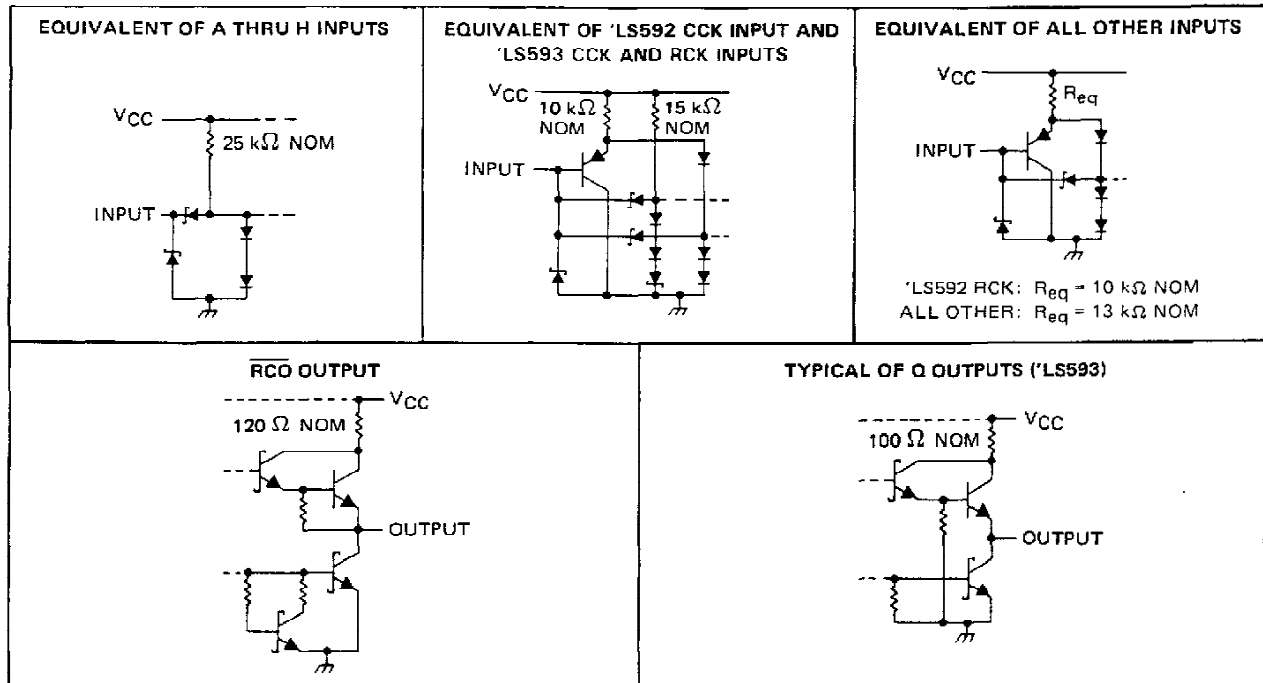 EQUIVALENT OF A THRU H INPUTS
VCC
25 kΩ NOM
INPUT
EQUIVALENT OF 'LS592 CCK INPUT AND
'LS593 CCK AND RCK INPUTS
VCC
10 kΩ
NOM
15 kΩ
NOM
INPUT
EQUIVALENT OF ALL OTHER INPUTS
VCC
Req
INPUT
'LS592 RCK: Req = 10 kΩ NOM
ALL OTHER: Req = 13 kΩ NOM
R̅C̅O̅ OUTPUT
VCC
120 Ω NOM
OUTPUT
TYPICAL OF Q OUTPUTS ('LS593)
VCC
100 Ω NOM
OUTPUT